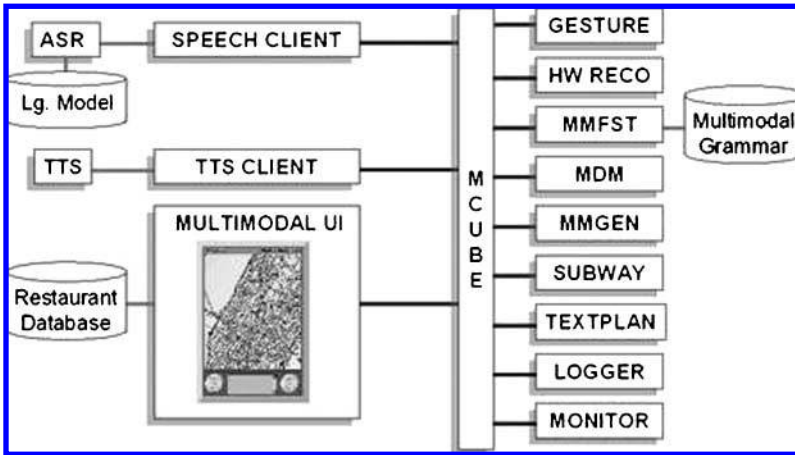 ASR
SPEECH CLIENT
Lg. Model
TTS
TTS CLIENT
MULTIMODAL UI
Restaurant
Database
MCUBE
GESTURE
HW RECO
MMFST
Multimodal
Grammar
MDM
MMGEN
SUBWAY
TEXTPLAN
LOGGER
MONITOR